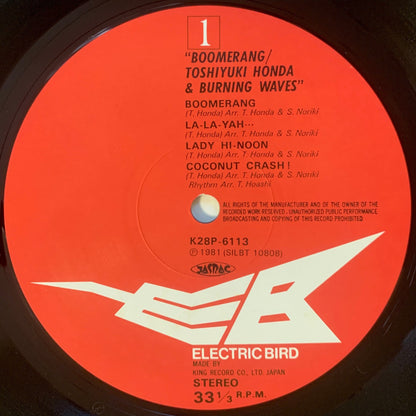 1
"BOOMERANG/
TOSHIYUKI HONDA
& BURNING WAVES"
BOOMERANG
(T. Honda) Arr. T. Honda & S. Noriki
LA-LA-YAH···
(T. Honda) Arr. T. Honda & S. Noriki
LADY HI-NOON
(T. Honda) Arr. T. Honda & S. Noriki
COCONUT CRASH!
(T. Honda) Arr. T. Honda & S. Noriki
Rhythm Arr. T. Hoashi
ALL RIGHTS OF THE MANUFACTURER AND OF THE OWNER OF THE
RECORDED WORK RESERVED. UNAUTHORIZED PUBLIC PERFORMANCE
BROADCASTING AND COPYING OF THIS RECORD PROHIBITED
K28P-6113
Ⓟ1981 (SILBT 10808)
JASRAC
EB
ELECTRIC BIRD
MADE BY
KING RECORD CO., LTD. JAPAN
STEREO
33 1/3 R.P.M.